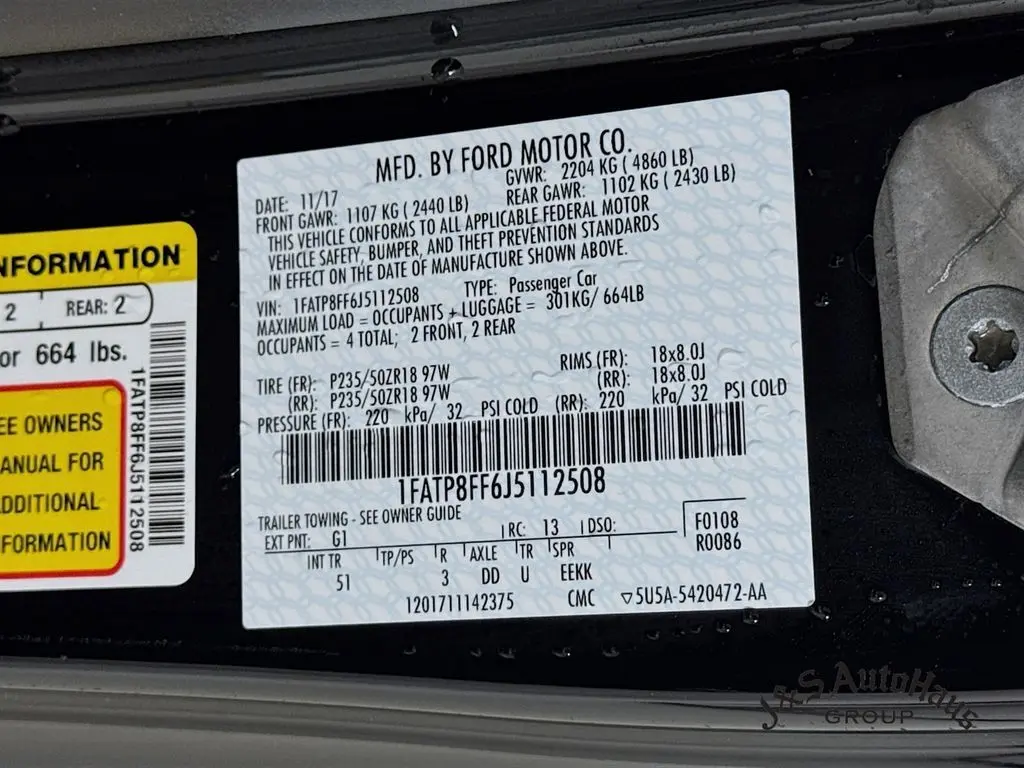 MFD. BY FORD MOTOR CO.
DATE: 11/17 GVWR: 2204 KG ( 4860 LB)
FRONT GAWR: 1107 KG ( 2440 LB) REAR GAWR: 1102 KG ( 2430 LB)
THIS VEHICLE CONFORMS TO ALL APPLICABLE FEDERAL MOTOR
VEHICLE SAFETY, BUMPER, AND THEFT PREVENTION STANDARDS
IN EFFECT ON THE DATE OF MANUFACTURE SHOWN ABOVE.
VIN: 1FATP8FF6J5112508 TYPE: Passenger Car
MAXIMUM LOAD = OCCUPANTS + LUGGAGE = 301KG/ 664LB
OCCUPANTS = 4 TOTAL; 2 FRONT, 2 REAR
TIRE (FR): P235/50ZR18 97W RIMS (FR): 18x8.0J
(RR): P235/50ZR18 97W (RR): 18x8.0J
PRESSURE (FR): 220 kPa/ 32 PSI COLD (RR): 220 kPa/ 32 PSI COLD
1FATP8FF6J5112508
TRAILER TOWING - SEE OWNER GUIDE
EXT PNT: G1 RC: 13 DSO: F0108
R0086
INT TR TP/PS R AXLE TR SPR
51 3 DD U EEKK
1201711142375 CMC ▽5U5A-5420472-AA
NFORMATION
2 REAR: 2
or 664 lbs.
EE OWNERS
ANUAL FOR
DDITIONAL
FORMATION
1FATP8FF6J5112508
J&S AutoHaus
GROUP